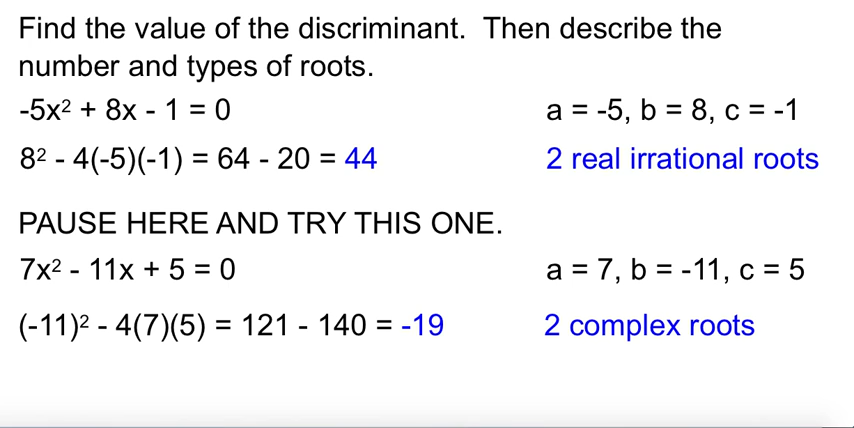 Find the value of the discriminant.  Then describe the
number and types of roots.
-5x² + 8x - 1 = 0 a = -5, b = 8, c = -1
8² - 4(-5)(-1) = 64 - 20 = 44 2 real irrational roots
PAUSE HERE AND TRY THIS ONE.
7x² - 11x + 5 = 0 a = 7, b = -11, c = 5
(-11)² - 4(7)(5) = 121 - 140 = -19 2 complex roots